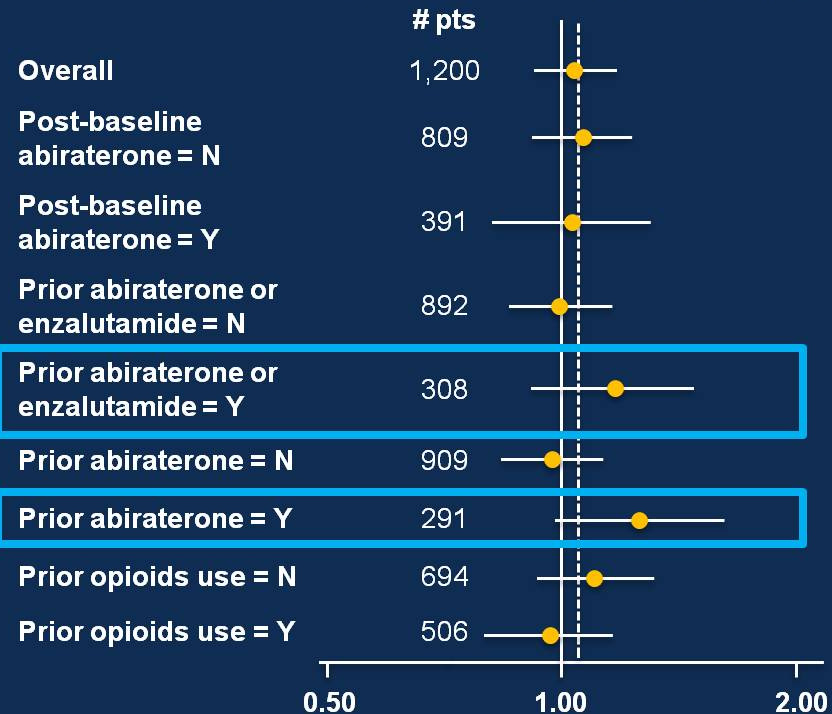 # pts
Overall 1,200
Post-baseline
abiraterone = N 809
Post-baseline
abiraterone = Y 391
Prior abiraterone or
enzalutamide = N 892
Prior abiraterone or
enzalutamide = Y 308
Prior abiraterone = N 909
Prior abiraterone = Y 291
Prior opioids use = N 694
Prior opioids use = Y 506
0.50 1.00 2.00